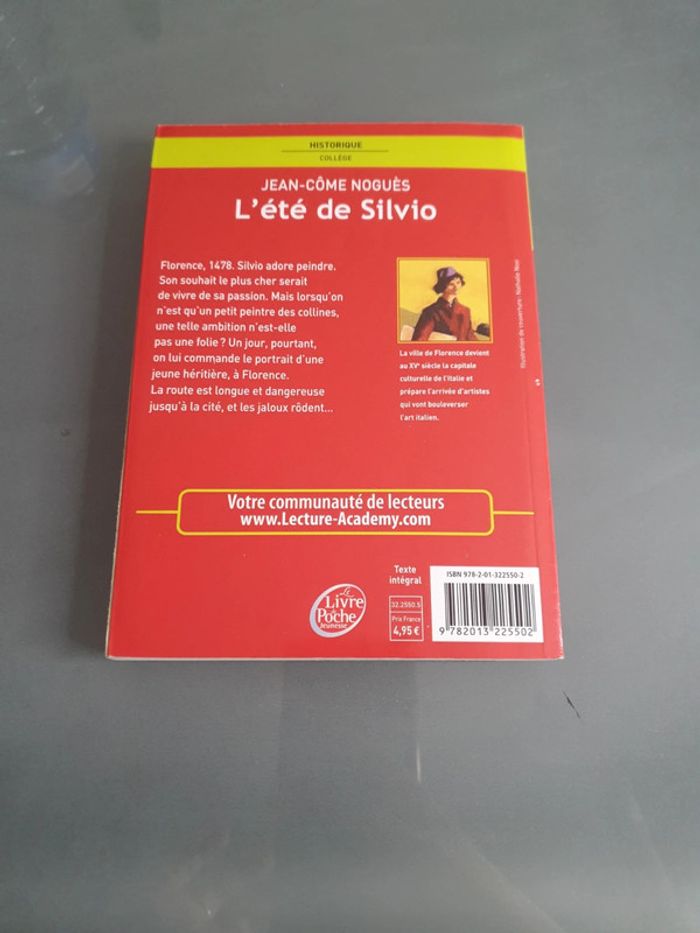 HISTORIQUE
COLLÈGE
JEAN-CÔME NOGUÈS
L'été de Silvio
Florence, 1478. Silvio adore peindre.
Son souhait le plus cher serait
de vivre de sa passion. Mais lorsqu'on
n'est qu'un petit peintre des collines,
une telle ambition n'est-elle
pas une folie ? Un jour, pourtant,
on lui commande le portrait d'une
jeune héritière, à Florence.
La route est longue et dangereuse
jusqu'à la cité, et les jaloux rôdent...
La ville de Florence devient
au XVe siècle la capitale
culturelle de l'Italie et
prépare l'arrivée d'artistes
qui vont bouleverser
l'art italien.
Illustration de couverture : Nathalie Novi
Votre communauté de lecteurs
www.Lecture-Academy.com
Le
Livre
de
Poche
Jeunesse
Texte
intégral
32.2550.5
Prix France
4,95 €
ISBN 978-2-01-322550-2
9 782013 225502